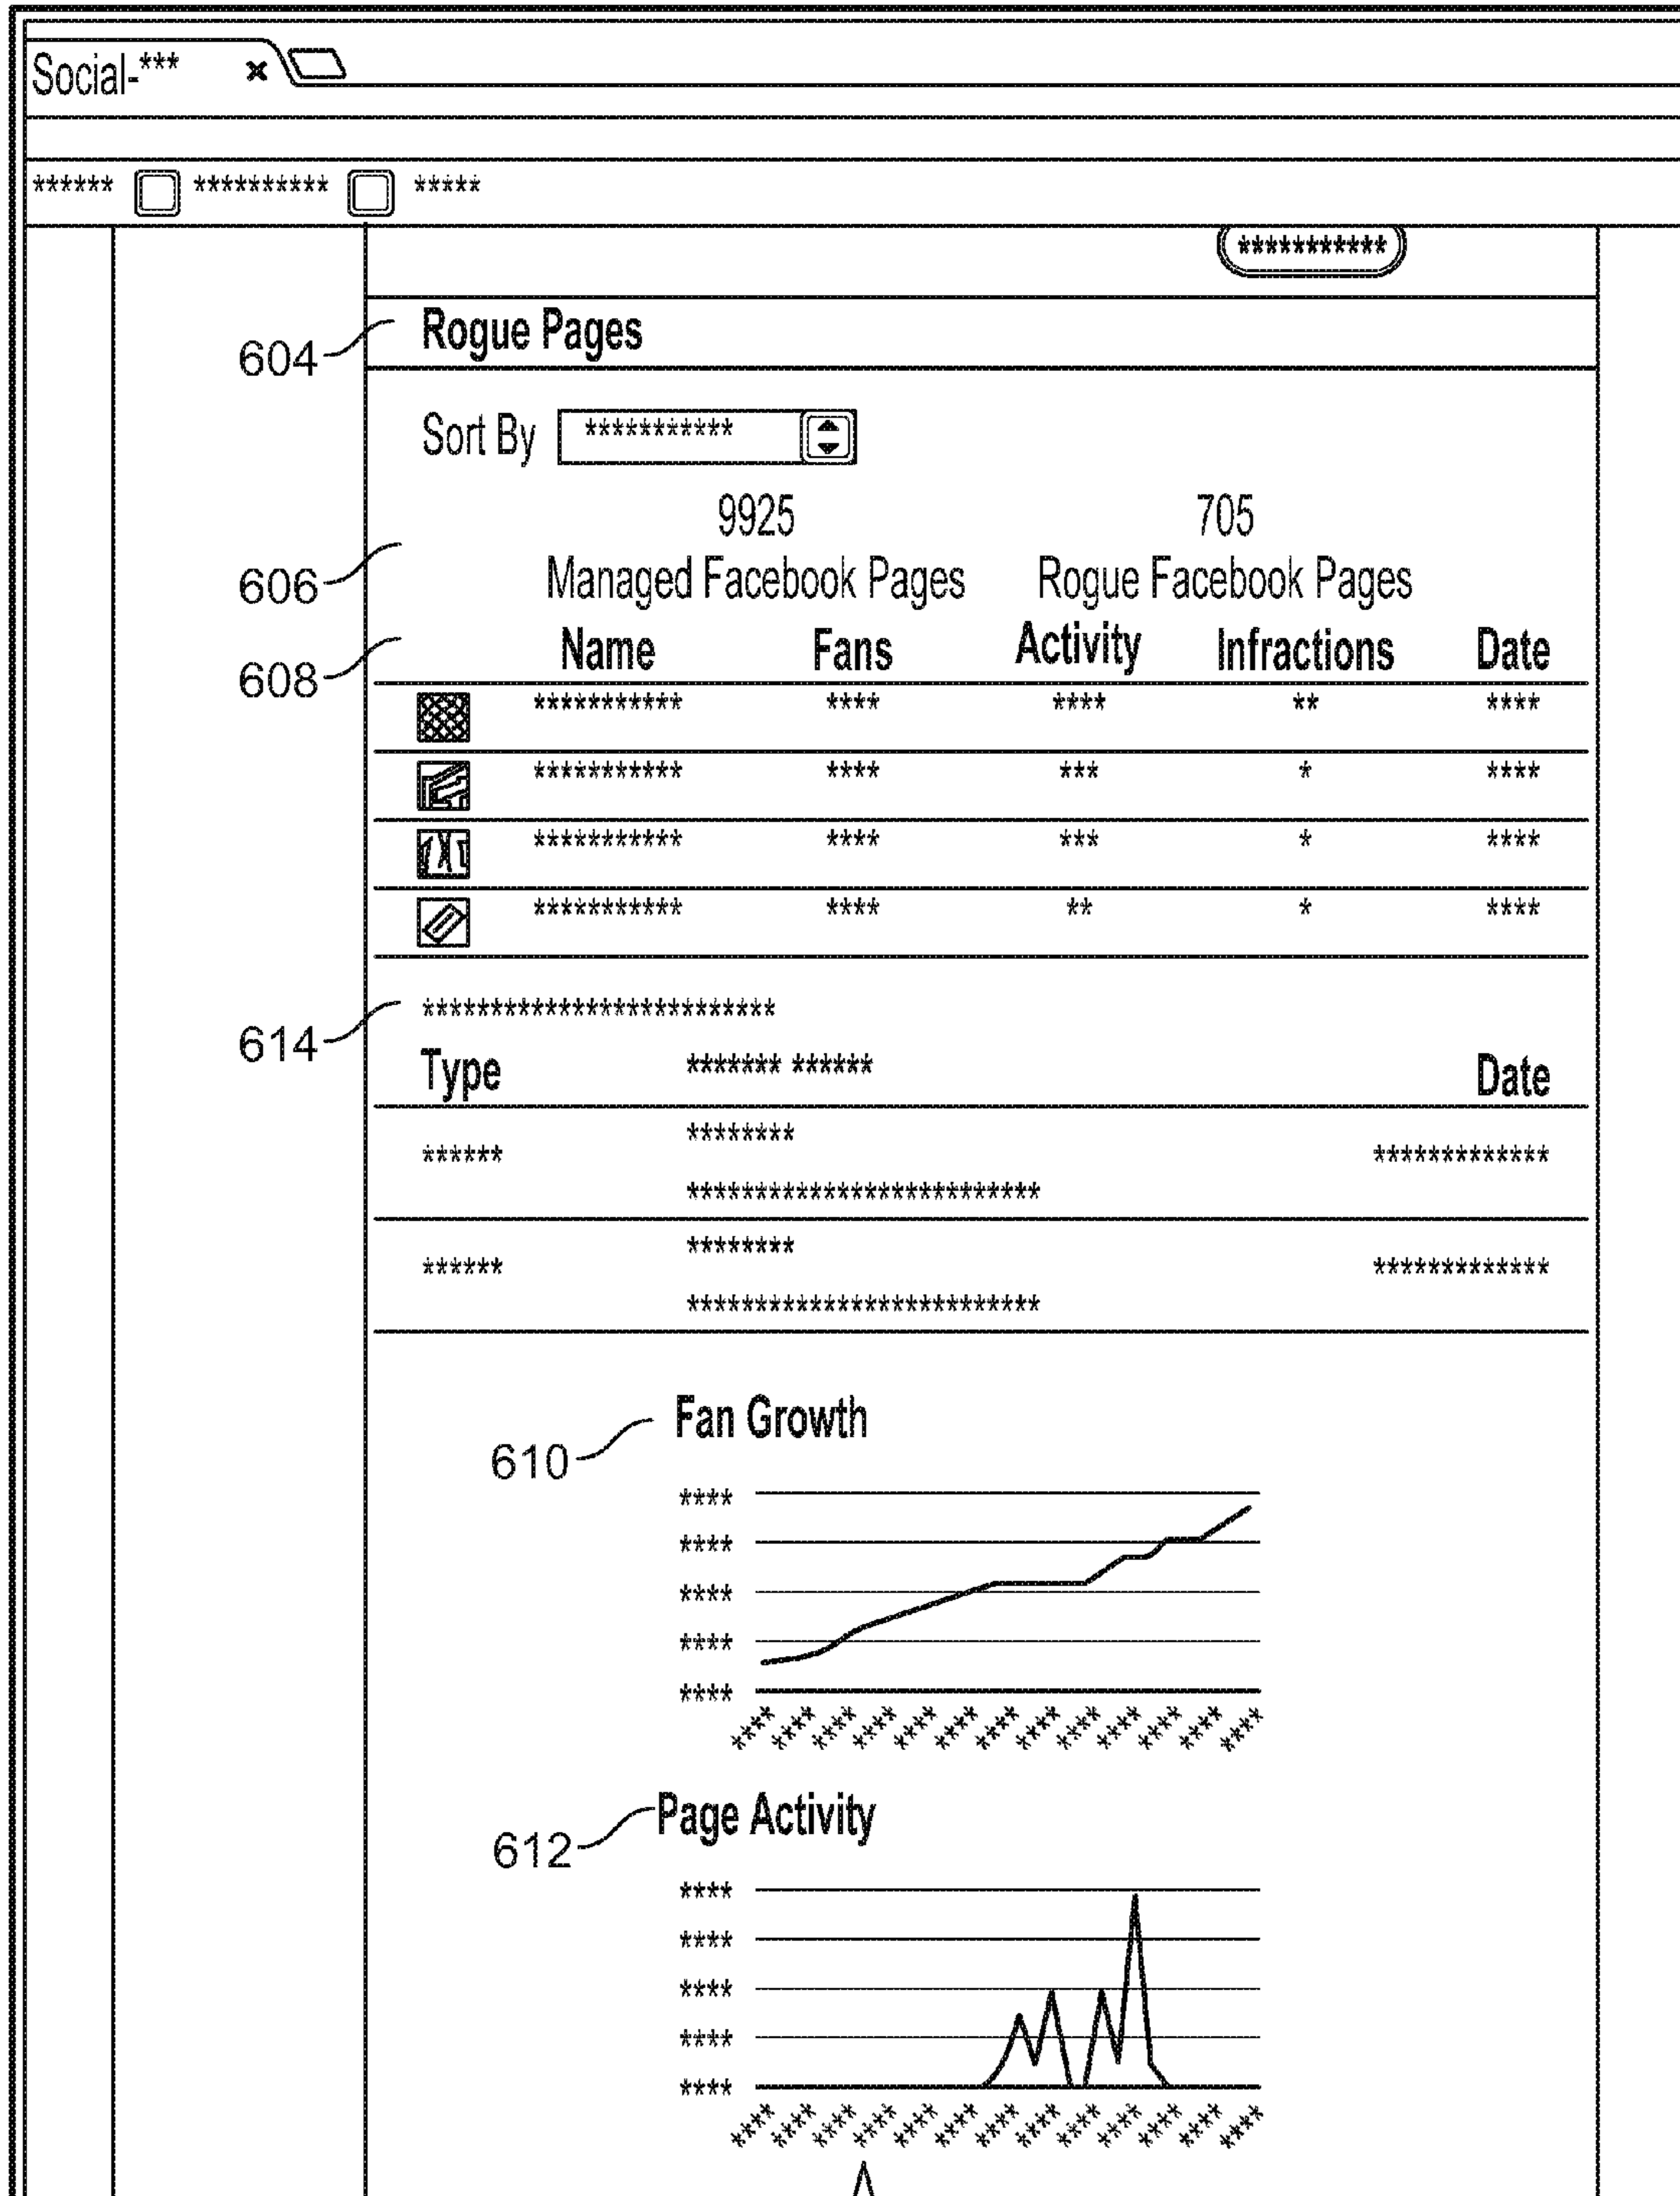 Social-***
****** ********** *****
***********
604 Rogue Pages
Sort By ***********
9925 705
606 Managed Facebook Pages Rogue Facebook Pages
608 Name Fans Activity Infractions Date
*********** **** **** ** ****
*********** **** *** * ****
*********** **** *** * ****
*********** **** ** * ****
614 **************************
Type ******* ****** Date
********
****** *************
**************************
********
****** *************
**************************
610 Fan Growth
****
****
****
****
****
**** **** **** **** **** **** **** **** **** **** **** **** ****
612 Page Activity
****
****
****
****
****
**** **** **** **** **** **** **** **** **** **** **** **** ****